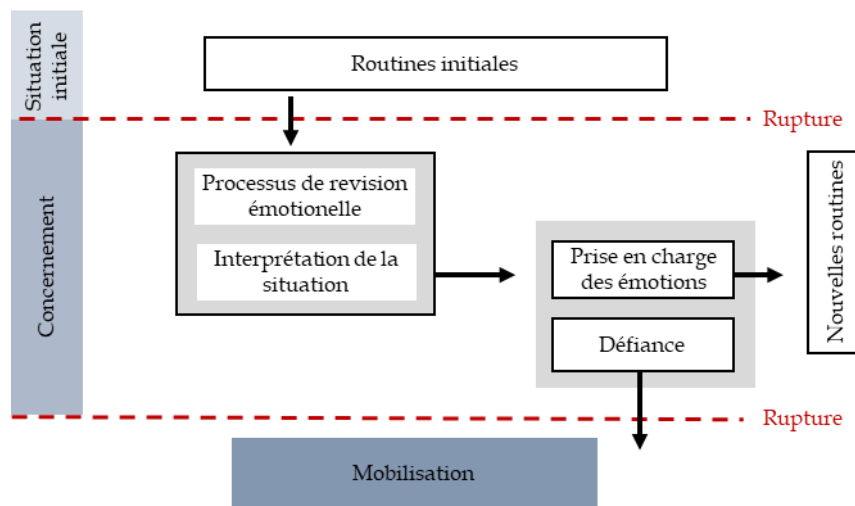 Situation
initiale
Routines initiales
Rupture
Concernement
Processus de revision
émotionelle
Interprétation de la
situation
Prise en charge
des émotions
Défiance
Nouvelles routines
Rupture
Mobilisation